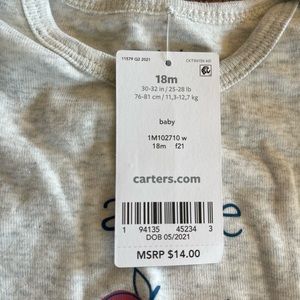 11579 Q2 2021
18m
30-32 in / 25-28 lb
76-81 cm / 11,3-12,7 kg
baby
1M102710 w
18m f21
carters.com
1 94135 45234 3
DOB 05/2021
MSRP $14.00